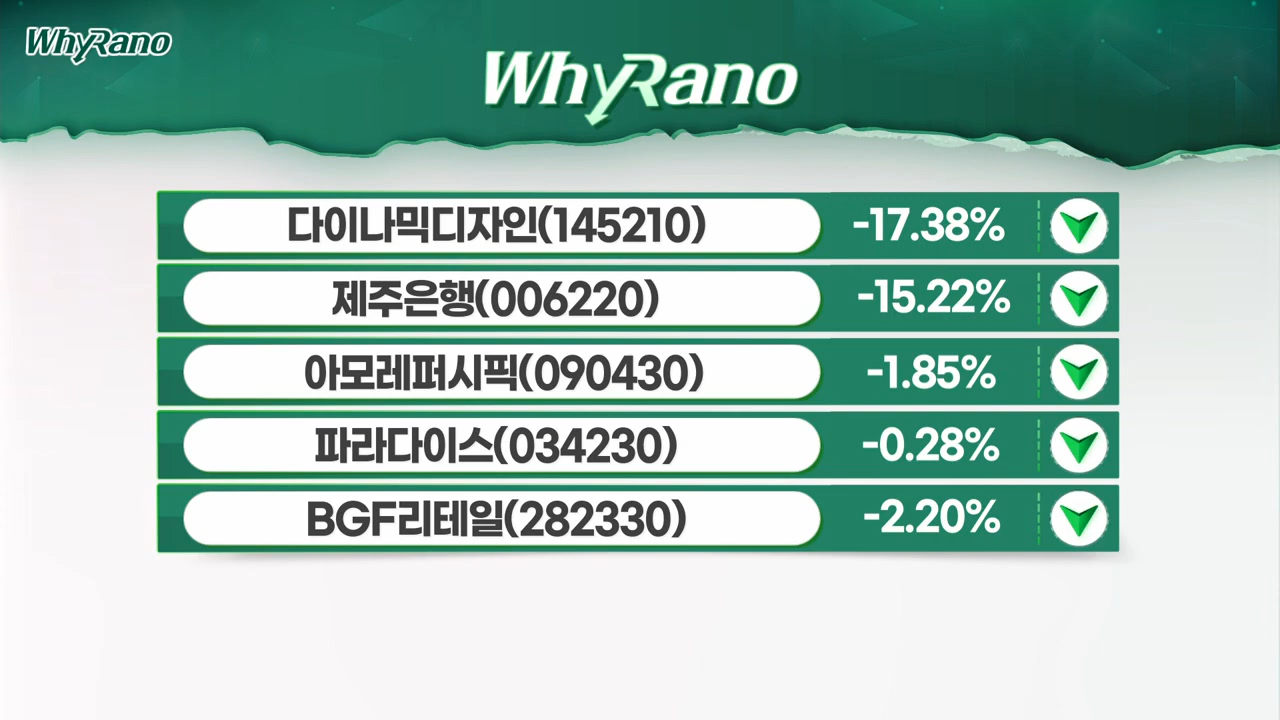 WhyRano
WhyRano
다이나믹디자인(145210) -17.38%
제주은행(006220) -15.22%
아모레퍼시픽(090430) -1.85%
파라다이스(034230) -0.28%
BGF리테일(282330) -2.20%